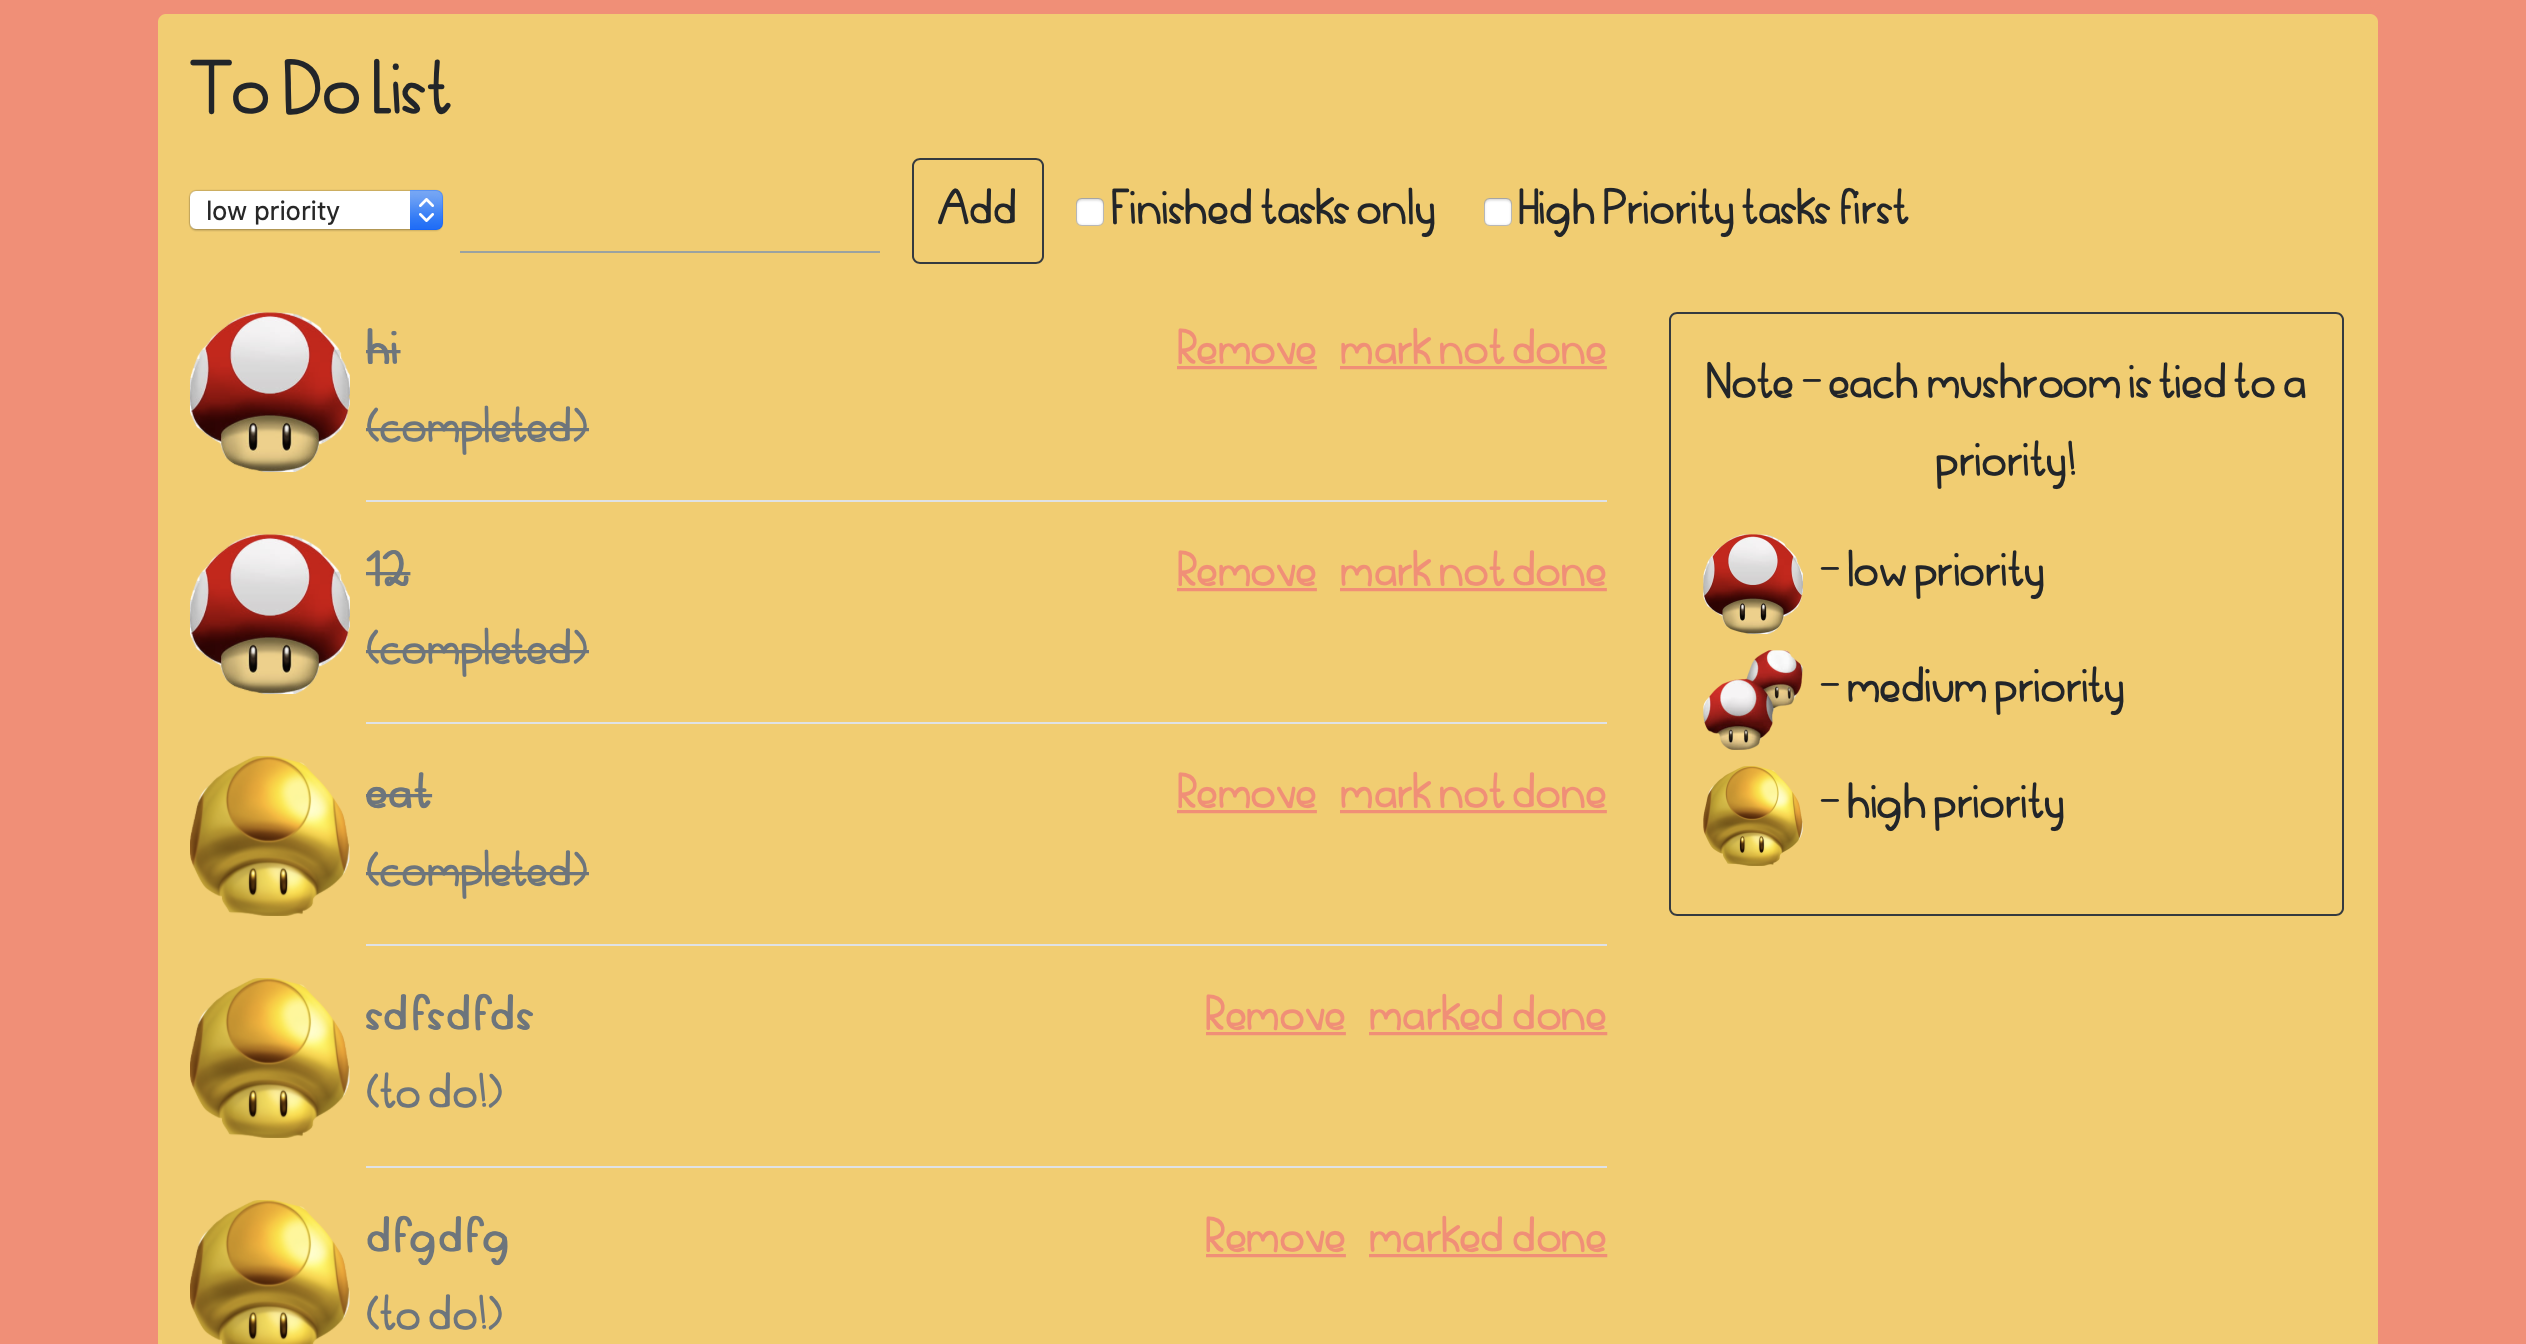 To Do List
low priority
Add
Finished tasks only
High Priority tasks first
hi
Remove mark not done
(completed)
12
Remove mark not done
(completed)
eat
Remove mark not done
(completed)
sdfsdfds
Remove marked done
(to do!)
dfgdfg
Remove marked done
(to do!)
Note - each mushroom is tied to a
priority!
- low priority
- medium priority
- high priority